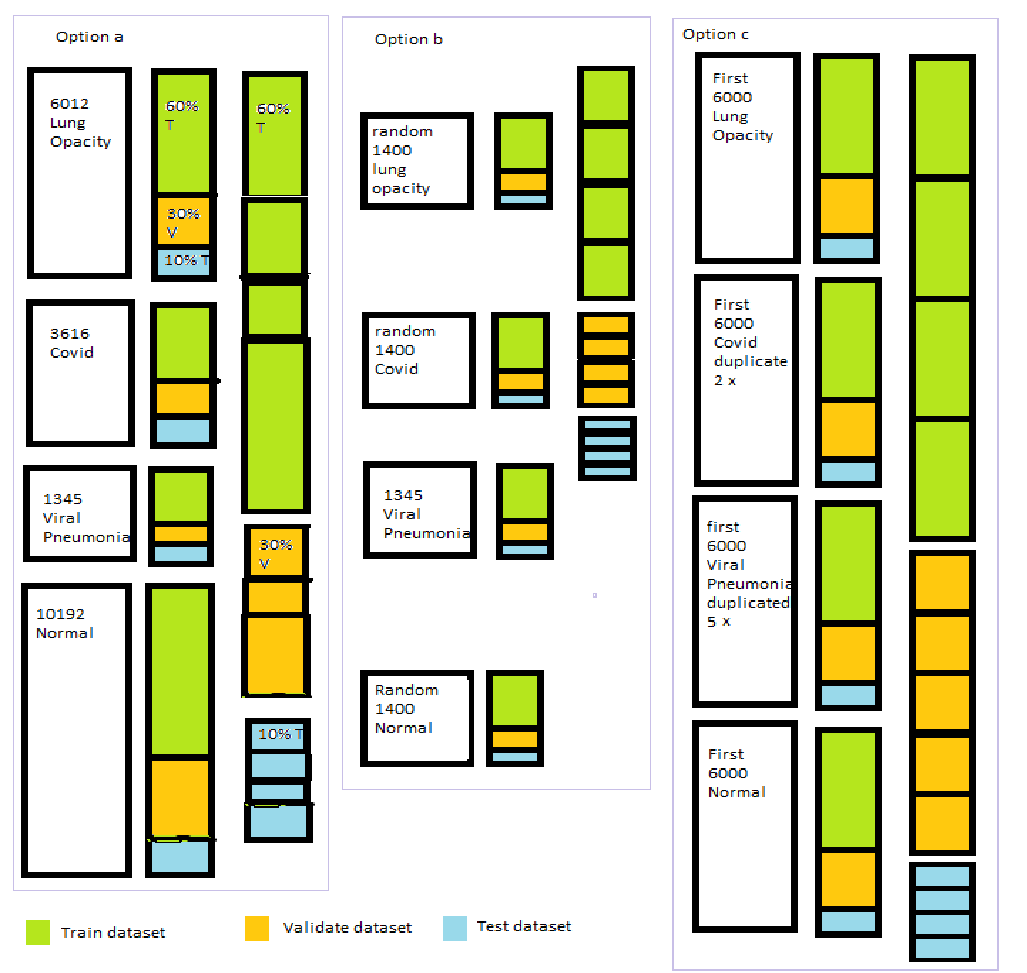 Option a
6012
Lung
Opacity
60%
T
60%
T
30%
V
10% T
3616
Covid
1345
Viral
Pneumonia
30%
V
10192
Normal
10% T
Option b
random
1400
lung
opacity
random
1400
Covid
1345
Viral
Pneumonia
Random
1400
Normal
Option c
First
6000
Lung
Opacity
First
6000
Covid
duplicate
2 x
first
6000
Viral
Pneumonia
duplicated
5 x
First
6000
Normal
Train dataset
Validate dataset
Test dataset